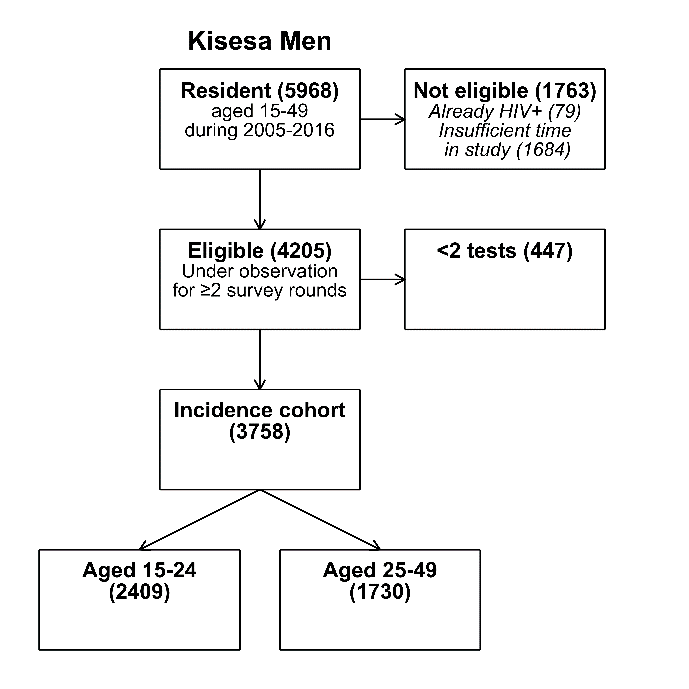 Kisesa Men
Resident (5968)
aged 15-49
during 2005-2016
Not eligible (1763)
Already HIV+ (79)
Insufficient time
in study (1684)
Eligible (4205)
Under observation
for ≥2 survey rounds
<2 tests (447)
Incidence cohort
(3758)
Aged 15-24
(2409)
Aged 25-49
(1730)